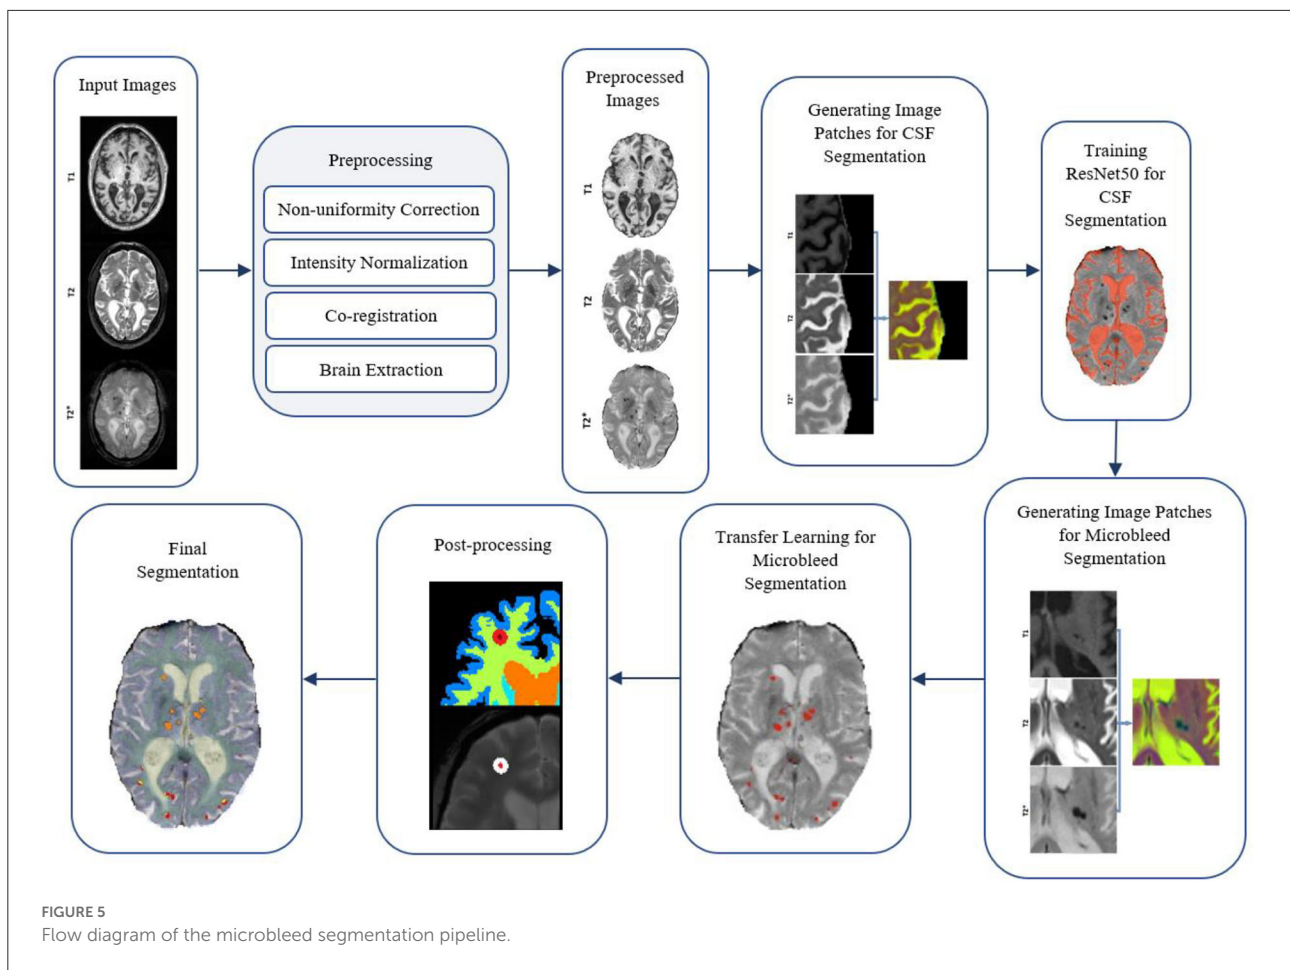 Input Images
T1
T2
T2*
Preprocessing
Non-uniformity Correction
Intensity Normalization
Co-registration
Brain Extraction
Preprocessed
Images
T1
T2
T2*
Generating Image
Patches for CSF
Segmentation
T1
T2
T2*
Training
ResNet50 for
CSF
Segmentation
Generating Image Patches
for Microbleed
Segmentation
T1
T2
T2*
Transfer Learning for
Microbleed
Segmentation
Post-processing
Final
Segmentation
FIGURE 5
Flow diagram of the microbleed segmentation pipeline.